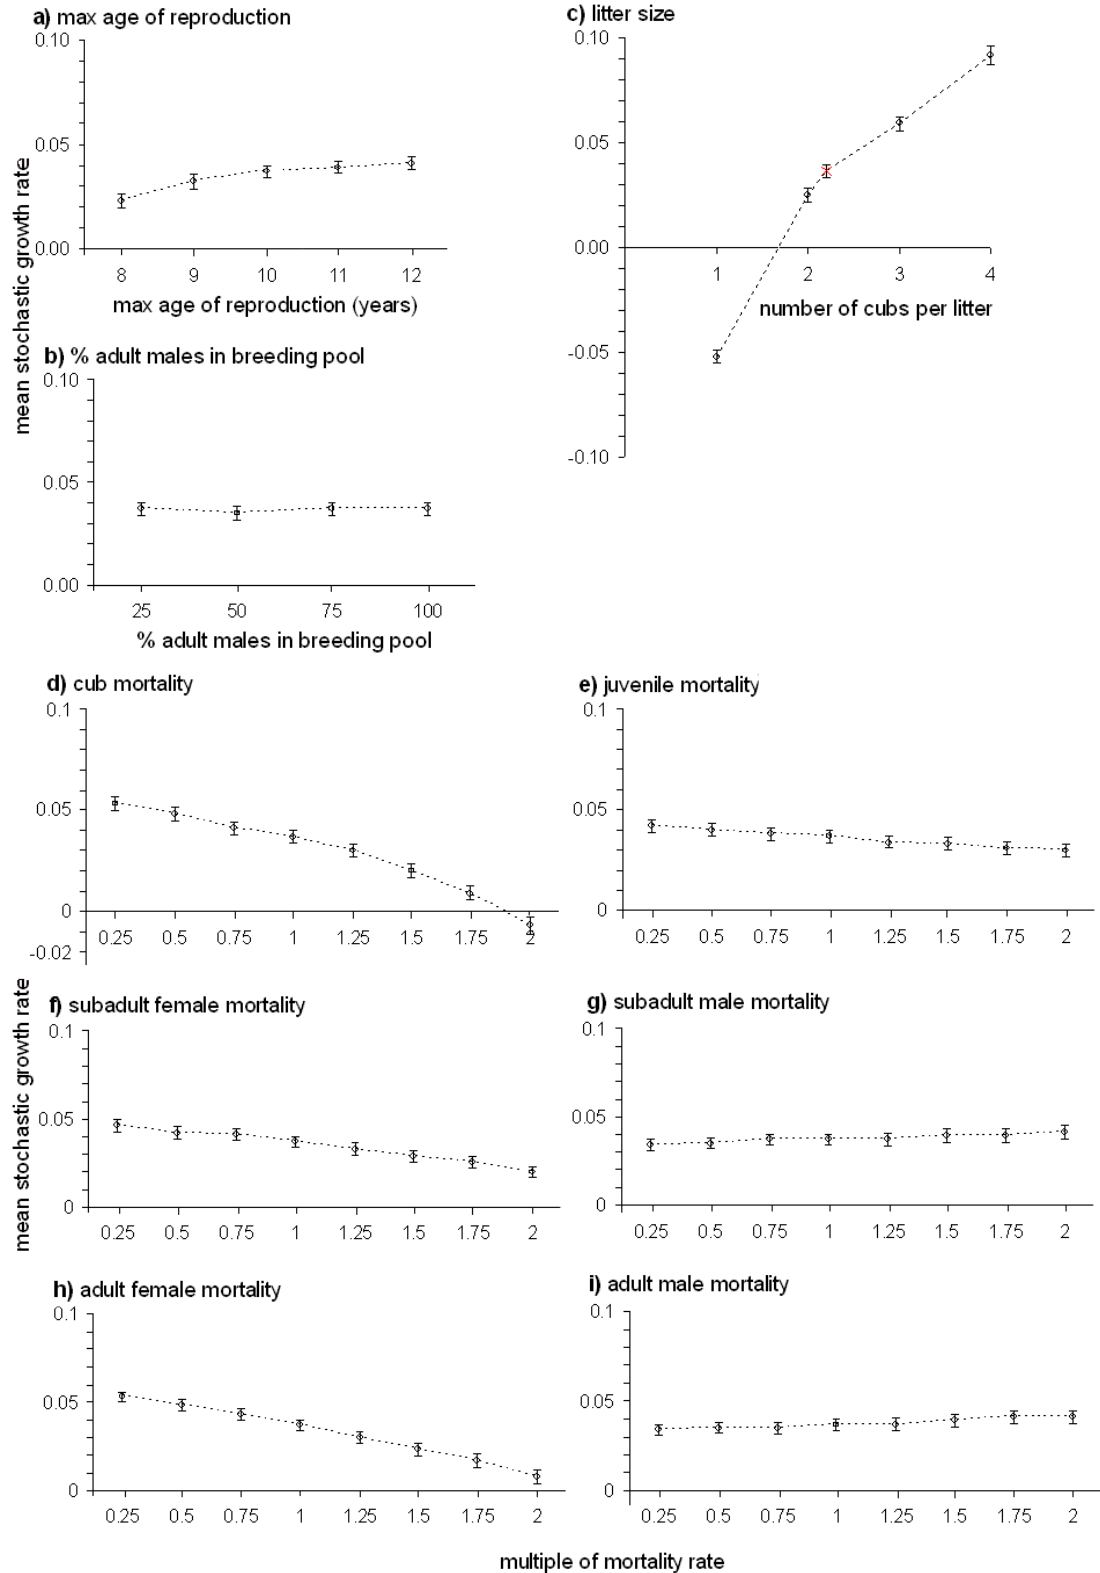 a) max age of reproduction
0.10
0.05
0.00
8 9 10 11 12
max age of reproduction (years)
b) % adult males in breeding pool
0.10
0.05
0.00
25 50 75 100
% adult males in breeding pool
mean stochastic growth rate
c) litter size
0.10
0.05
0.00
-0.05
-0.10
1 2 3 4
number of cubs per litter
d) cub mortality
0.1
0.05
0
-0.02
0.25 0.5 0.75 1 1.25 1.5 1.75 2
e) juvenile mortality
0.1
0.05
0
0.25 0.5 0.75 1 1.25 1.5 1.75 2
mean stochastic growth rate
f) subadult female mortality
0.1
0.05
0
0.25 0.5 0.75 1 1.25 1.5 1.75 2
g) subadult male mortality
0.1
0.05
0
0.25 0.5 0.75 1 1.25 1.5 1.75 2
h) adult female mortality
0.1
0.05
0
0.25 0.5 0.75 1 1.25 1.5 1.75 2
i) adult male mortality
0.1
0.05
0
0.25 0.5 0.75 1 1.25 1.5 1.75 2
multiple of mortality rate